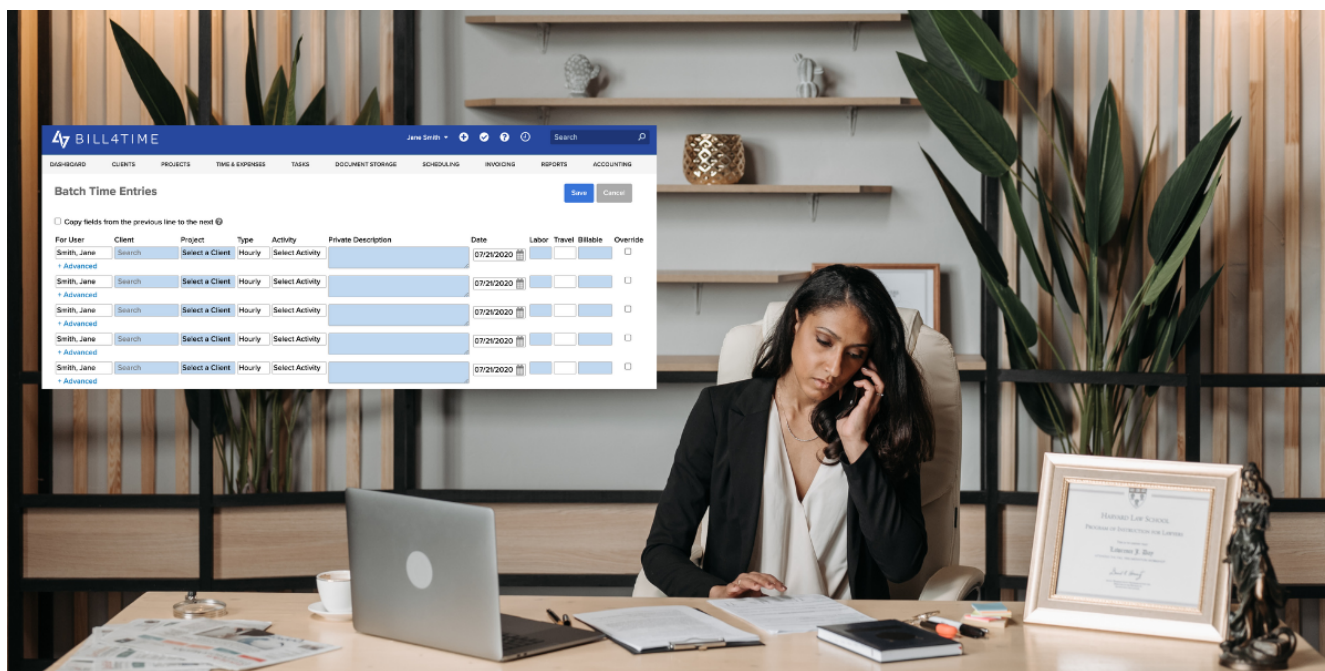 BILL4TIME
Jane Smith
Search
DASHBOARD CLIENTS PROJECTS TIME & EXPENSES TASKS DOCUMENT STORAGE SCHEDULING INVOICING REPORTS ACCOUNTING
Batch Time Entries
Save Cancel
Copy fields from the previous line to the next
For User Client Project Type Activity Private Description Date Labor Travel Billable Override
Smith, Jane Search Select a Client Hourly Select Activity 07/21/2020
+ Advanced
Smith, Jane Search Select a Client Hourly Select Activity 07/21/2020
+ Advanced
Smith, Jane Search Select a Client Hourly Select Activity 07/21/2020
+ Advanced
Smith, Jane Search Select a Client Hourly Select Activity 07/21/2020
+ Advanced
Smith, Jane Search Select a Client Hourly Select Activity 07/21/2020
+ Advanced
HARVARD LAW SCHOOL
PROGRAM OF INSTRUCTION FOR LAWYERS